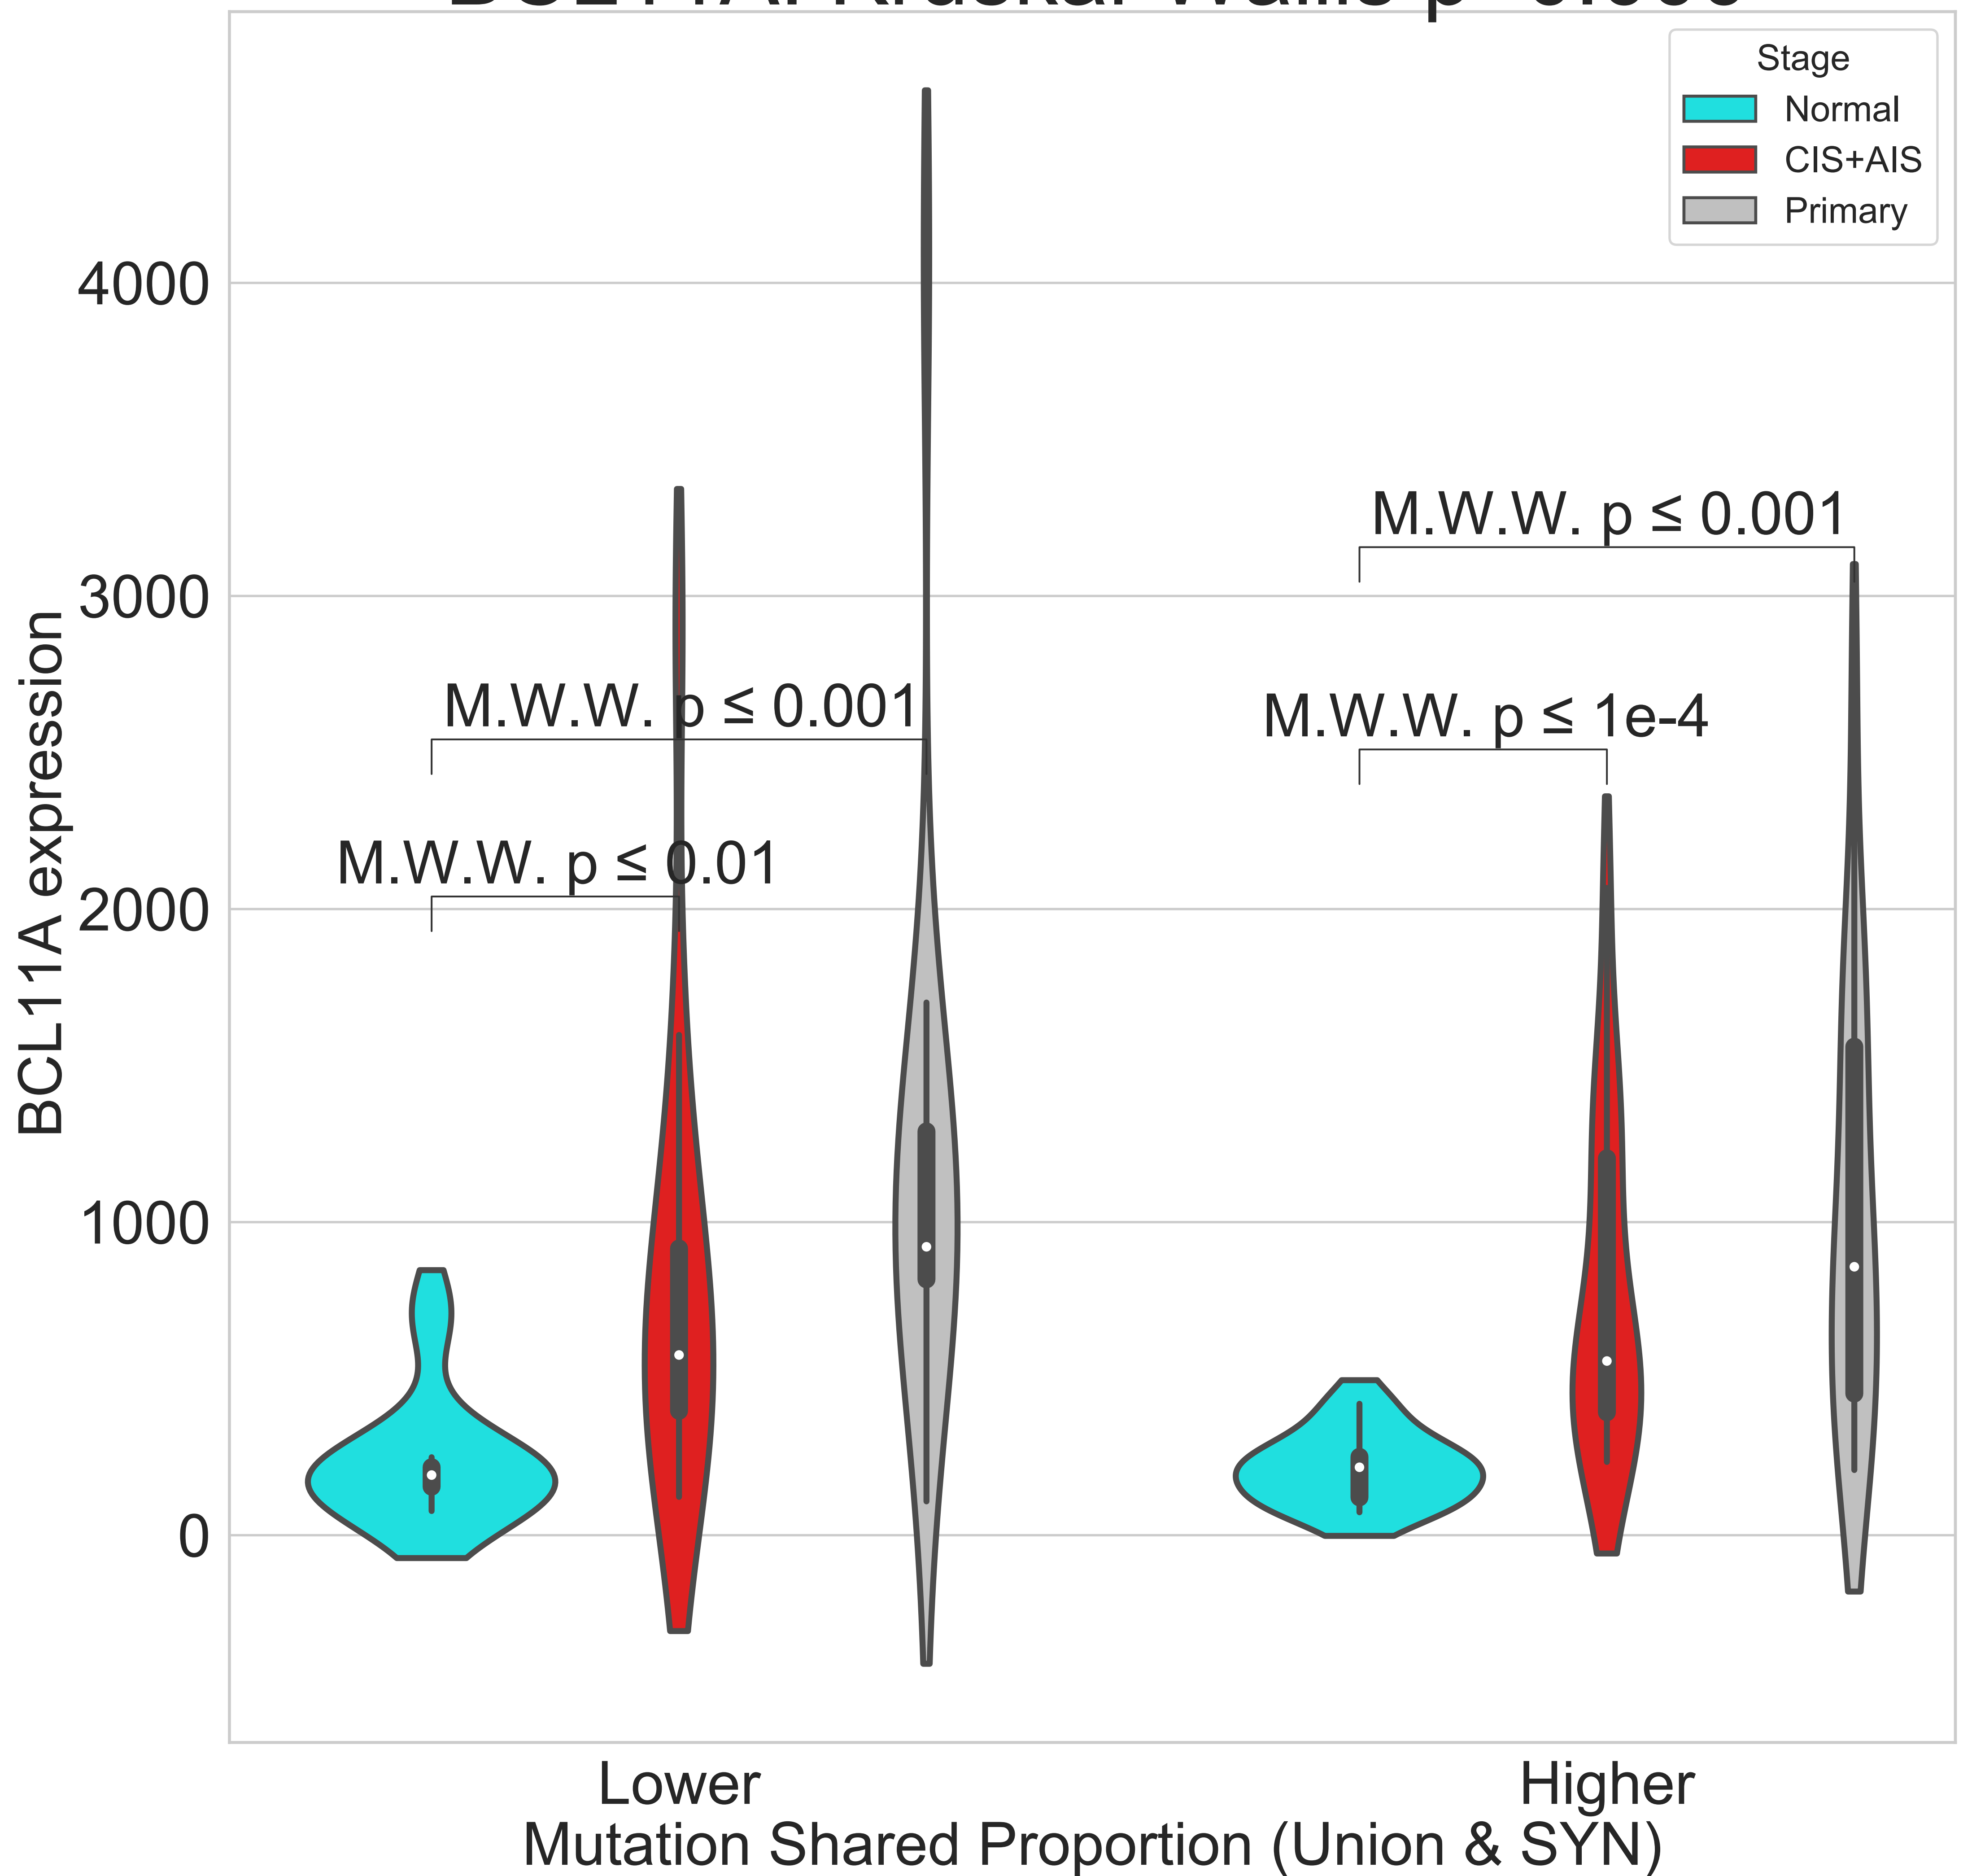 Stage
Normal
CIS+AIS
Primary
4000
3000
2000
1000
0
BCL11A expression
M.W.W. p ≤ 0.001
M.W.W. p ≤ 0.001
M.W.W. p ≤ 1e-4
M.W.W. p ≤ 0.01
Lower
Higher
Mutation Shared Proportion (Union & SYN)